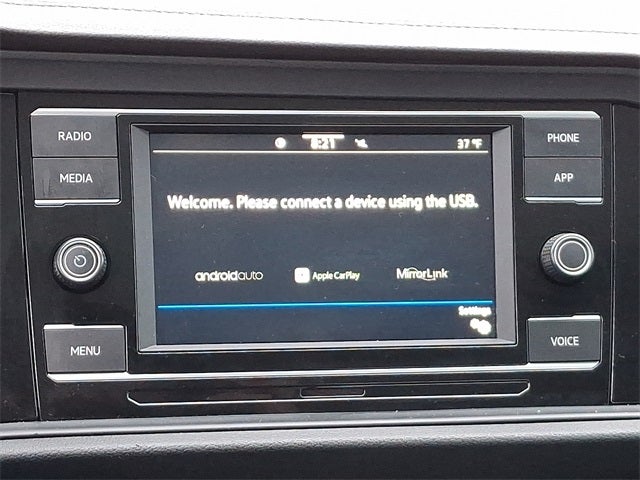 RADIO
MEDIA
MENU
8:21
37 °F
Welcome. Please connect a device using the USB.
androidauto
Apple CarPlay
MirrorLink
Settings
PHONE
APP
VOICE